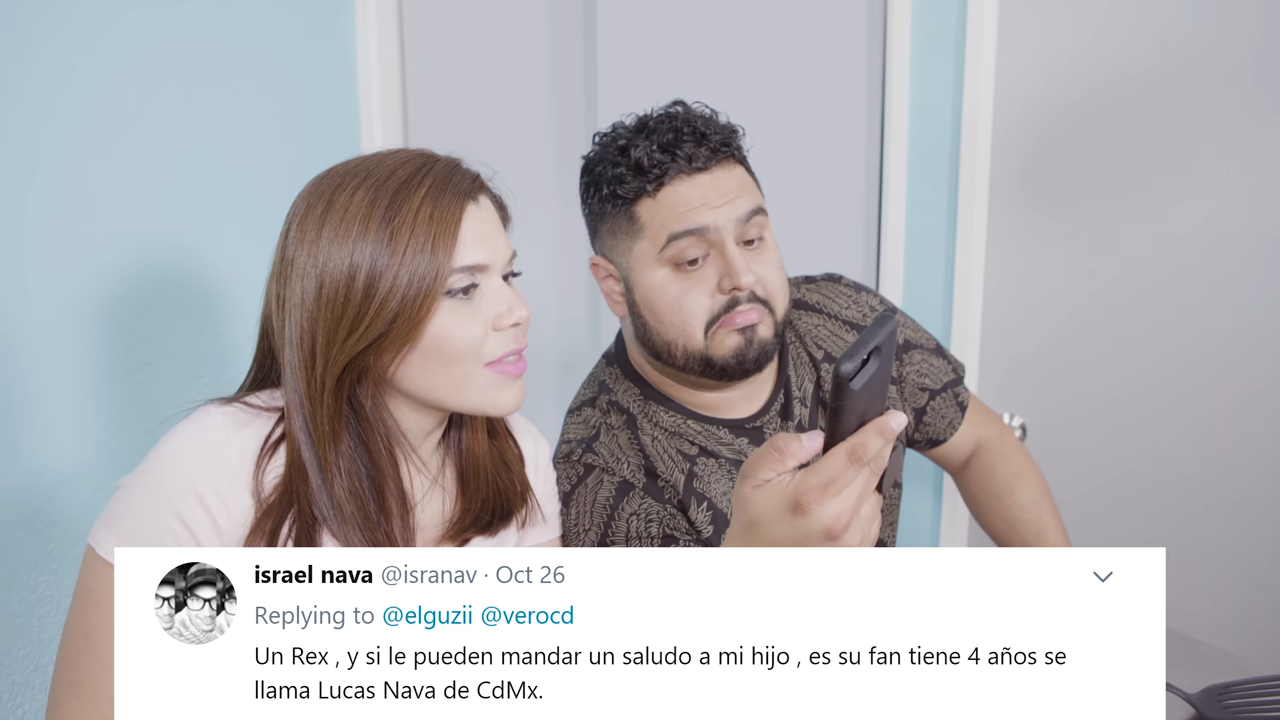 israel nava @isranav · Oct 26
Replying to @elguzii @verocd
Un Rex , y si le pueden mandar un saludo a mi hijo , es su fan tiene 4 años se
llama Lucas Nava de CdMx.